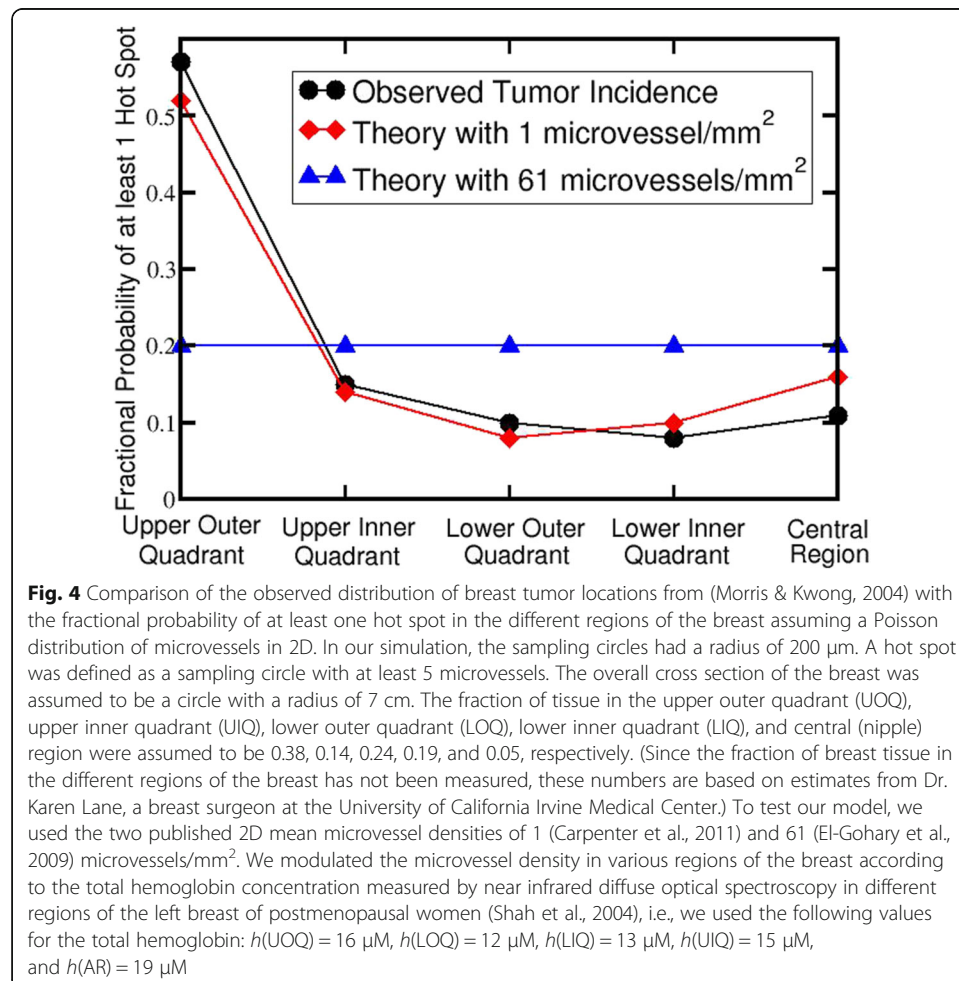 Fractional Probability of at least 1 Hot Spot
0.5
0.4
0.3
0.2
0.1
0
Observed Tumor Incidence
Theory with 1 microvessel/mm²
Theory with 61 microvessels/mm²
Upper Outer Quadrant
Upper Inner Quadrant
Lower Outer Quadrant
Lower Inner Quadrant
Central Region
Fig. 4 Comparison of the observed distribution of breast tumor locations from (Morris & Kwong, 2004) with
the fractional probability of at least one hot spot in the different regions of the breast assuming a Poisson
distribution of microvessels in 2D. In our simulation, the sampling circles had a radius of 200 μm. A hot spot
was defined as a sampling circle with at least 5 microvessels. The overall cross section of the breast was
assumed to be a circle with a radius of 7 cm. The fraction of tissue in the upper outer quadrant (UOQ),
upper inner quadrant (UIQ), lower outer quadrant (LOQ), lower inner quadrant (LIQ), and central (nipple)
region were assumed to be 0.38, 0.14, 0.24, 0.19, and 0.05, respectively. (Since the fraction of breast tissue in
the different regions of the breast has not been measured, these numbers are based on estimates from Dr.
Karen Lane, a breast surgeon at the University of California Irvine Medical Center.) To test our model, we
used the two published 2D mean microvessel densities of 1 (Carpenter et al., 2011) and 61 (El-Gohary et al.,
2009) microvessels/mm². We modulated the microvessel density in various regions of the breast according
to the total hemoglobin concentration measured by near infrared diffuse optical spectroscopy in different
regions of the left breast of postmenopausal women (Shah et al., 2004), i.e., we used the following values
for the total hemoglobin: h(UOQ) = 16 μM, h(LOQ) = 12 μM, h(LIQ) = 13 μM, h(UIQ) = 15 μM,
and h(AR) = 19 μM